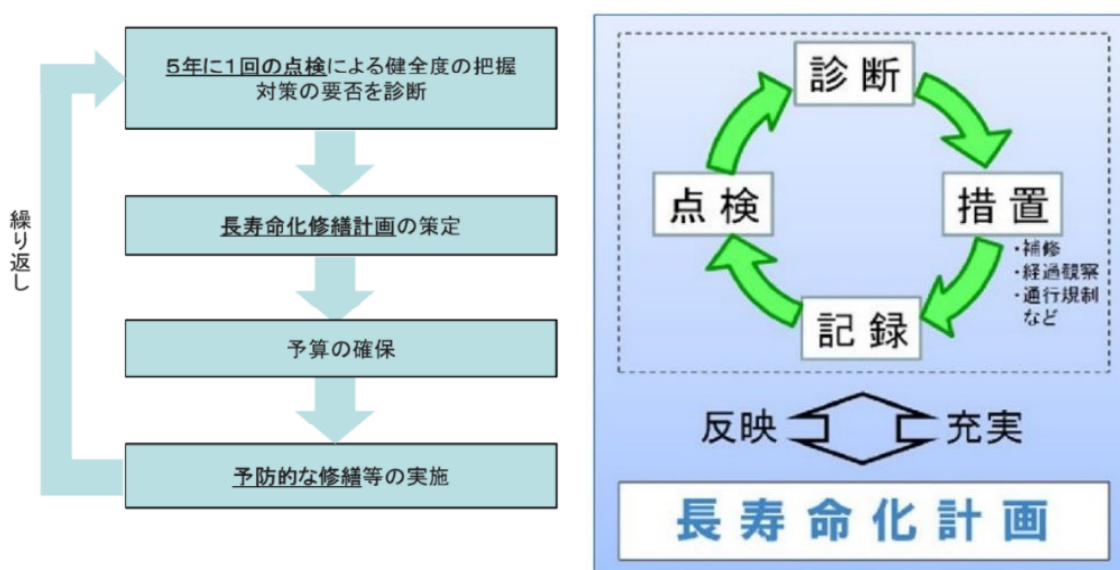 5年に1回の点検による健全度の把握
対策の要否を診断
長寿命化修繕計画の策定
予算の確保
予防的な修繕等の実施
繰り返し
診断
措置
・補修
・経過観察
・通行規制
など
記録
点検
反映
充実
長寿命化計画